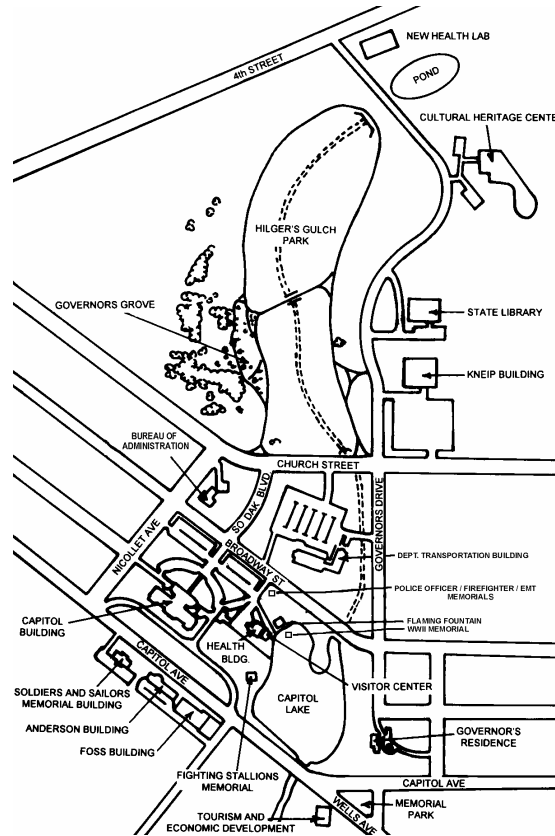 NEW HEALTH LAB
4th STREET
POND
CULTURAL HERITAGE CENTE
HILGER'S GULCH
PARK
GOVERNORS GROVE
STATE LIBRARY
KNEIP BUILDING
BUREAU OF
ADMINISTRATION
CHURCH STREET
SO DAK BLVD.
GOVERNORS DRIVE
NICOLLET AVE
BROADWAY ST
DEPT. TRANSPORTATION BUILDING
POLICE OFFICER / FIREFIGHTER / EMT
MEMORIALS
CAPITOL
BUILDING
FLAMING FOUNTAIN
WWII MEMORIAL
HEALTH
BLDG.
CAPITOL AVE
VISITOR CENTER
SOLDIERS AND SAILORS
MEMORIAL BUILDING
CAPITOL
LAKE
ANDERSON BUILDING
FOSS BUILDING
GOVERNOR'S
RESIDENCE
FIGHTING STALLIONS
MEMORIAL
CAPITOL AVE
WELLS AVE
MEMORIAL
PARK
TOURISM AND
ECONOMIC DEVELOPMENT